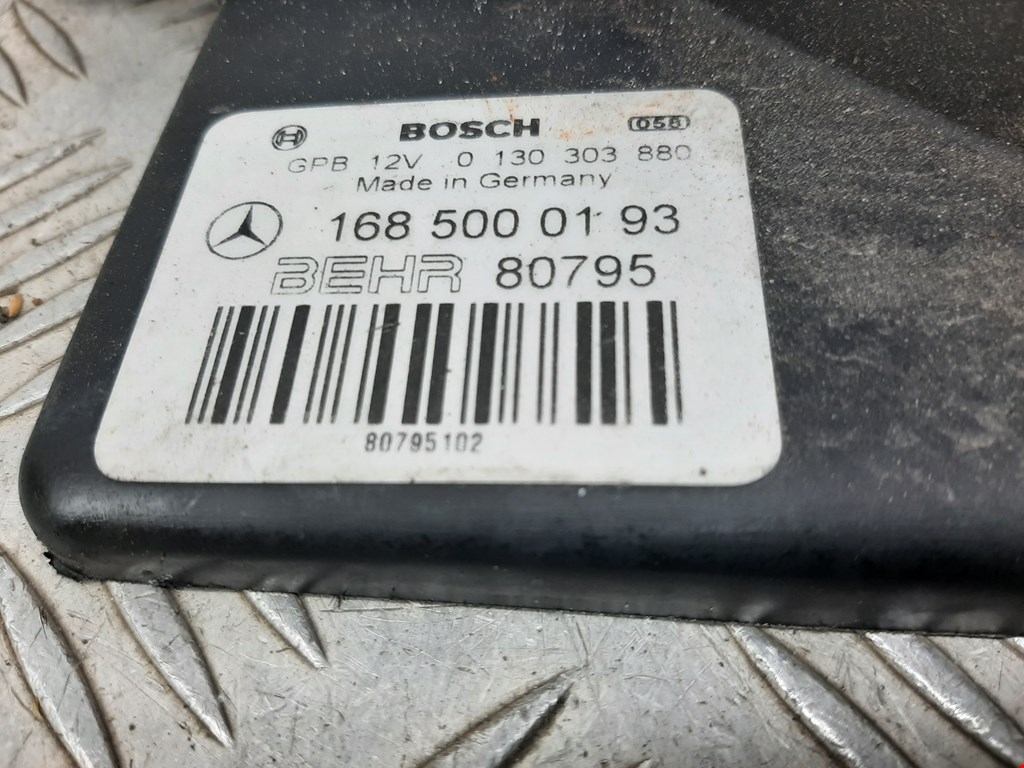 BOSCH 058
GPB 12V 0 130 303 880
Made in Germany
168 500 01 93
BEHR 80795
80795102